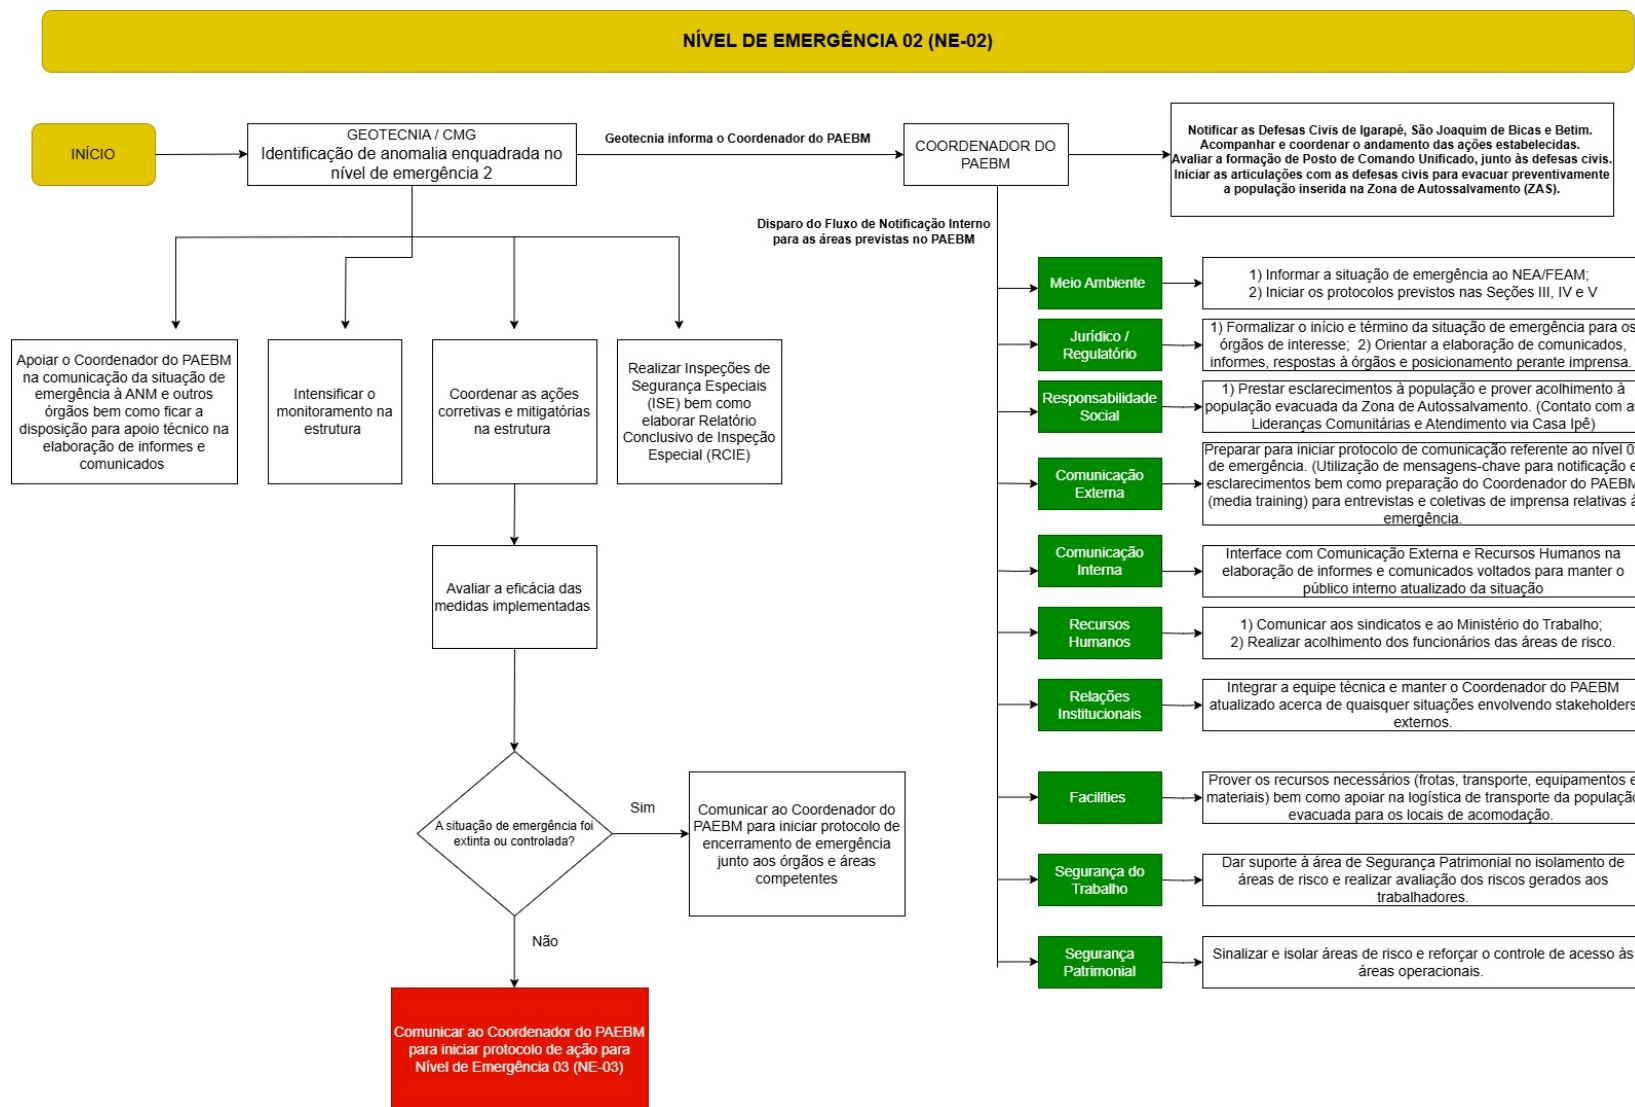 NÍVEL DE EMERGÊNCIA 02 (NE-02)
INÍCIO
GEOTECNIA / CMG
Identificação de anomalia enquadrada no
nível de emergência 2
Geotecnia informa o Coordenador do PAEBM
COORDENADOR DO
PAEBM
Notificar as Defesas Civis de Igarapé, São Joaquim de Bicas e Betim.
Acompanhar e coordenar o andamento das ações estabelecidas.
Avaliar a formação de Posto de Comando Unificado, junto às defesas civis.
Iniciar as articulações com as defesas civis para evacuar preventivamente
a população inserida na Zona de Autossalvamento (ZAS).
Disparo do Fluxo de Notificação Interno
para as áreas previstas no PAEBM
Apoiar o Coordenador do PAEBM
na comunicação da situação de
emergência à ANM e outros
órgãos bem como ficar a
disposição para apoio técnico na
elaboração de informes e
comunicados
Intensificar o
monitoramento na
estrutura
Coordenar as ações
corretivas e mitigatórias
na estrutura
Realizar Inspeções de
Segurança Especiais
(ISE) bem como
elaborar Relatório
Conclusivo de Inspeção
Especial (RCIE)
Avaliar a eficácia das
medidas implementadas
A situação de emergência foi
extinta ou controlada?
Sim
Comunicar ao Coordenador do
PAEBM para iniciar protocolo de
encerramento de emergência
junto aos órgãos e áreas
competentes
Não
Comunicar ao Coordenador do PAEBM
para iniciar protocolo de ação para
Nível de Emergência 03 (NE-03)
Meio Ambiente
1) Informar a situação de emergência ao NEA/FEAM;
2) Iniciar os protocolos previstos nas Seções III, IV e V
Jurídico /
Regulatório
1) Formalizar o início e término da situação de emergência para os
órgãos de interesse; 2) Orientar a elaboração de comunicados,
informes, respostas à órgãos e posicionamento perante imprensa.
Responsabilidade
Social
1) Prestar esclarecimentos à população e prover acolhimento à
população evacuada da Zona de Autossalvamento. (Contato com as
Lideranças Comunitárias e Atendimento via Casa Ipê)
Comunicação
Externa
Preparar para iniciar protocolo de comunicação referente ao nível 02
de emergência. (Utilização de mensagens-chave para notificação e
esclarecimentos bem como preparação do Coordenador do PAEBM
(media training) para entrevistas e coletivas de imprensa relativas à
emergência.
Comunicação
Interna
Interface com Comunicação Externa e Recursos Humanos na
elaboração de informes e comunicados voltados para manter o
público interno atualizado da situação
Recursos
Humanos
1) Comunicar aos sindicatos e ao Ministério do Trabalho;
2) Realizar acolhimento dos funcionários das áreas de risco.
Relações
Institucionais
Integrar a equipe técnica e manter o Coordenador do PAEBM
atualizado acerca de quaisquer situações envolvendo stakeholders
externos.
Facilities
Prover os recursos necessários (frotas, transporte, equipamentos e
materiais) bem como apoiar na logística de transporte da população
evacuada para os locais de acomodação.
Segurança do
Trabalho
Dar suporte à área de Segurança Patrimonial no isolamento de
áreas de risco e realizar avaliação dos riscos gerados aos
trabalhadores.
Segurança
Patrimonial
Sinalizar e isolar áreas de risco e reforçar o controle de acesso às
áreas operacionais.